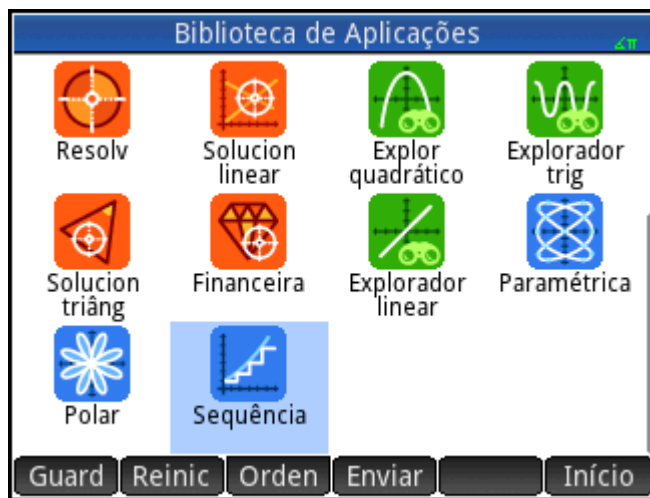 Biblioteca de Aplicações
∡π
Resolv
Solucion
linear
Explor
quadrático
Explorador
trig
Solucion
triâng
Financeira
Explorador
linear
Paramétrica
Polar
Sequência
Guard Reinic Orden Enviar Início